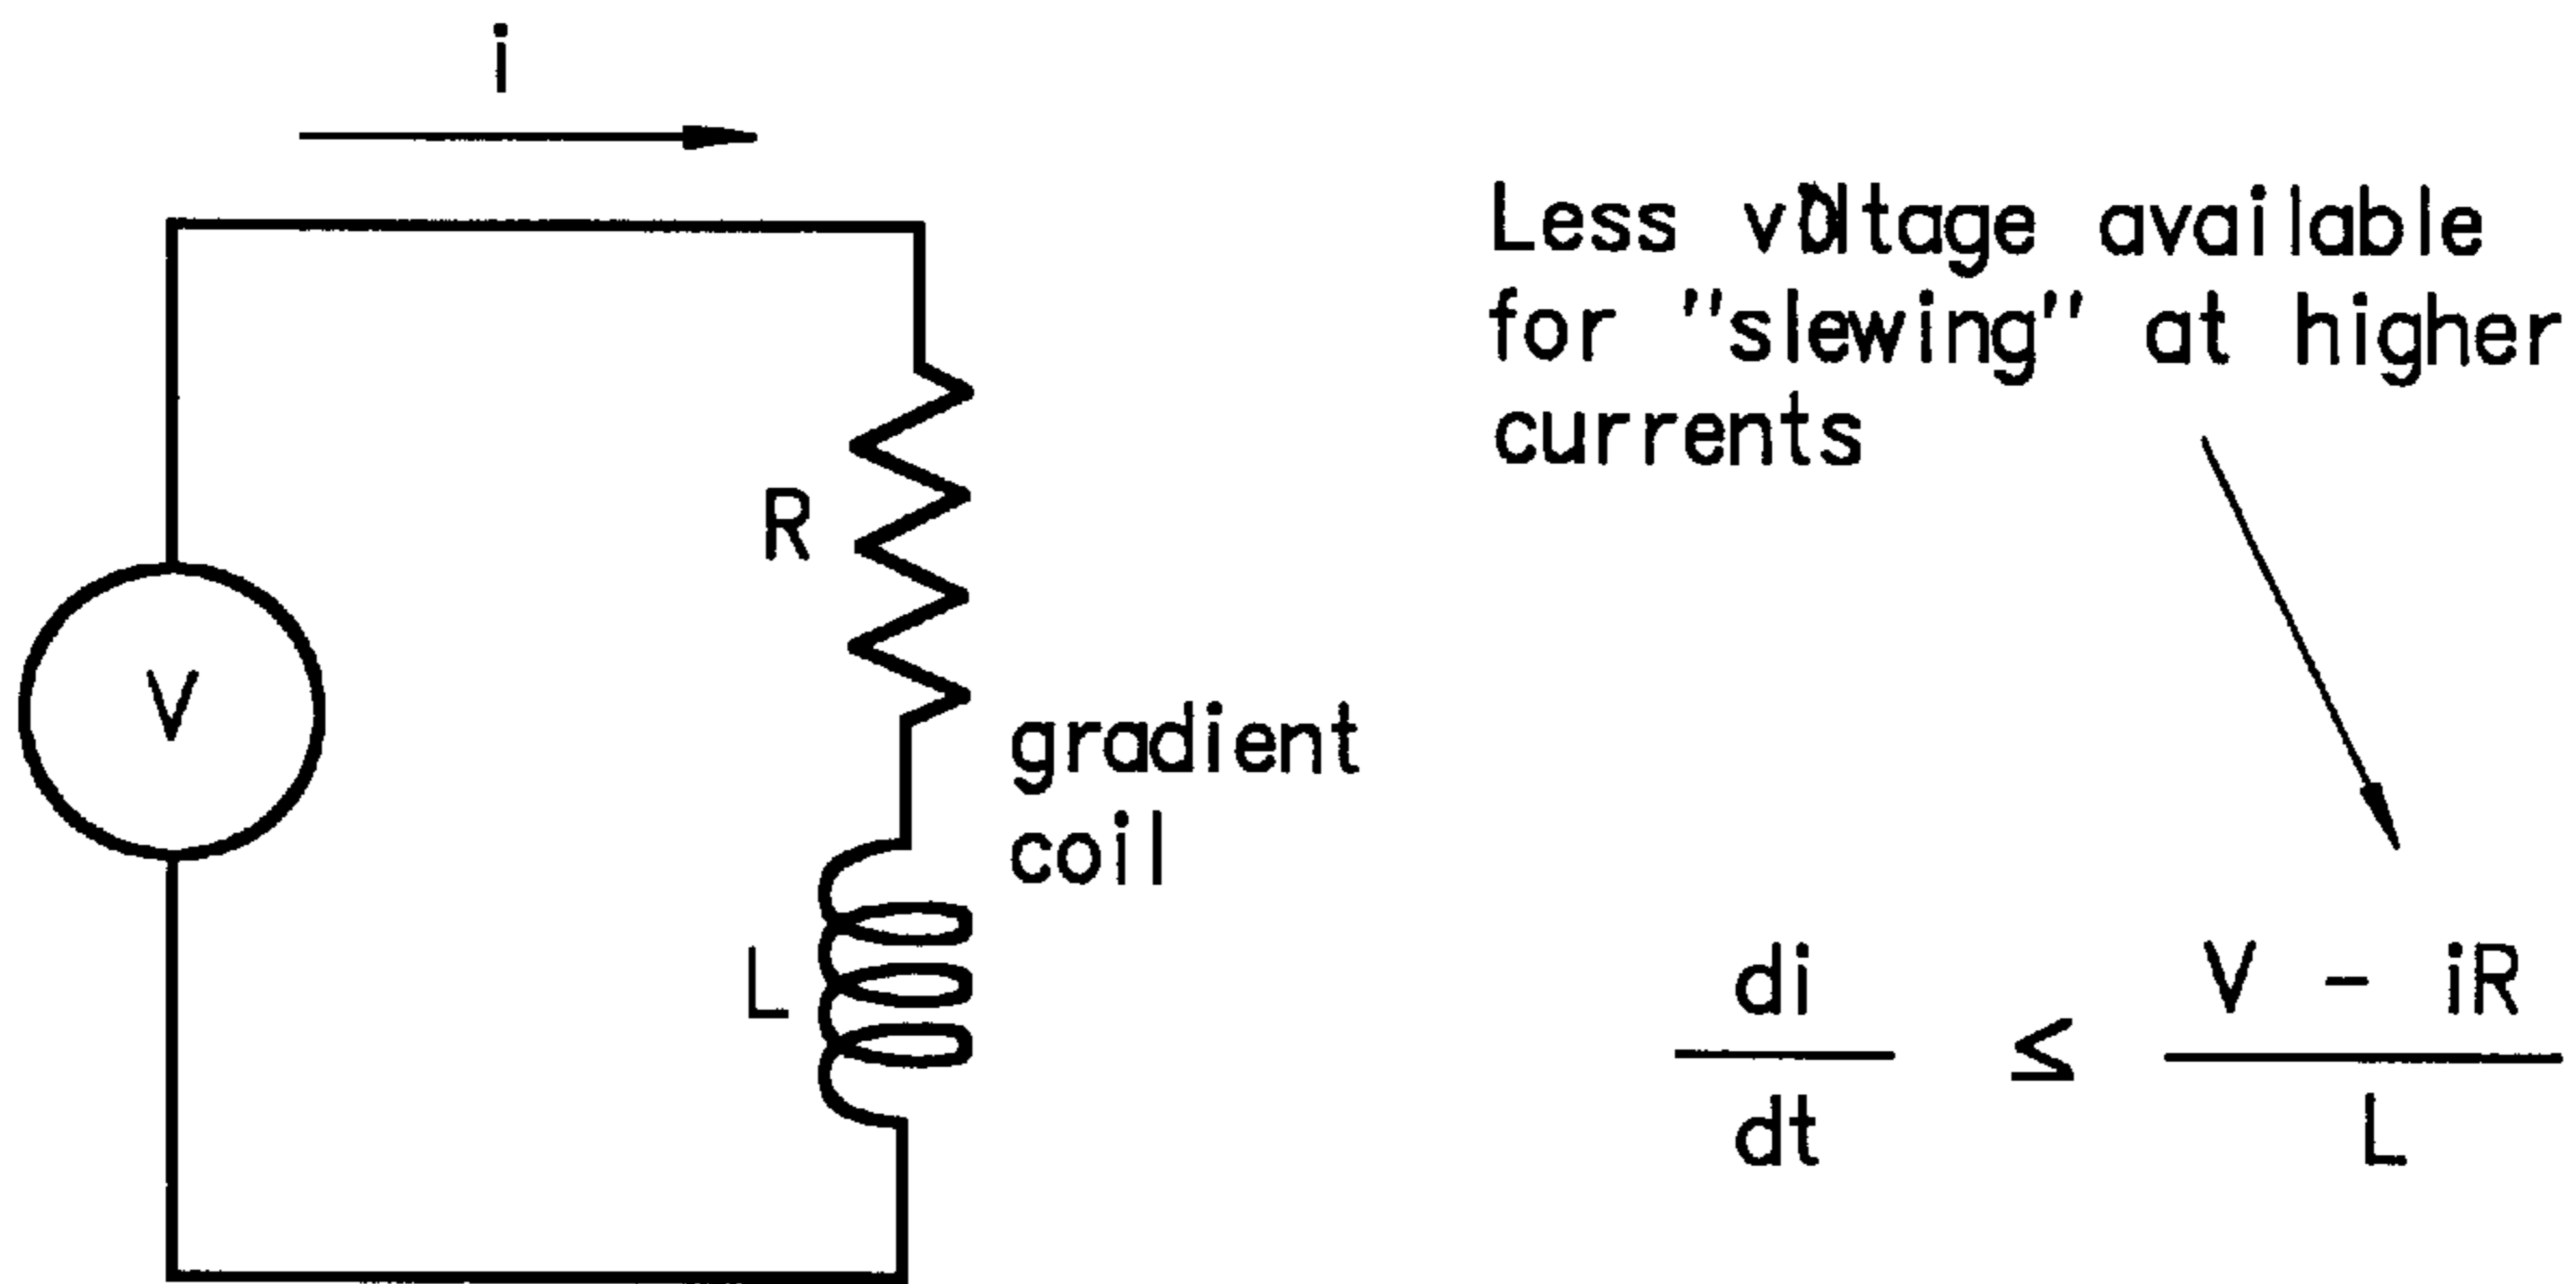 i
Less voltage available
for "slewing" at higher
currents
R
V
gradient
coil
L
di/dt ≤ (V - iR)/L